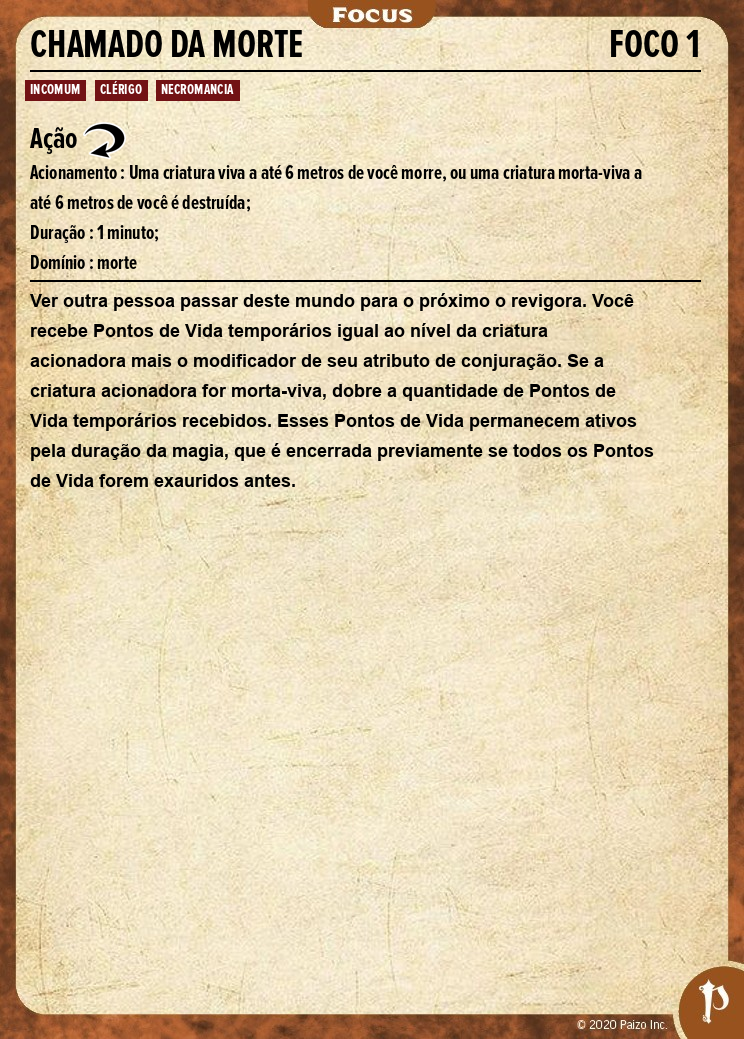 Focus
CHAMADO DA MORTE FOCO 1
INCOMUM CLÉRIGO NECROMANCIA
Ação
Acionamento : Uma criatura viva a até 6 metros de você morre, ou uma criatura morta-viva a
até 6 metros de você é destruída;
Duração : 1 minuto;
Domínio : morte
Ver outra pessoa passar deste mundo para o próximo o revigora. Você
recebe Pontos de Vida temporários igual ao nível da criatura
acionadora mais o modificador de seu atributo de conjuração. Se a
criatura acionadora for morta-viva, dobre a quantidade de Pontos de
Vida temporários recebidos. Esses Pontos de Vida permanecem ativos
pela duração da magia, que é encerrada previamente se todos os Pontos
de Vida forem exauridos antes.
© 2020 Paizo Inc.
P